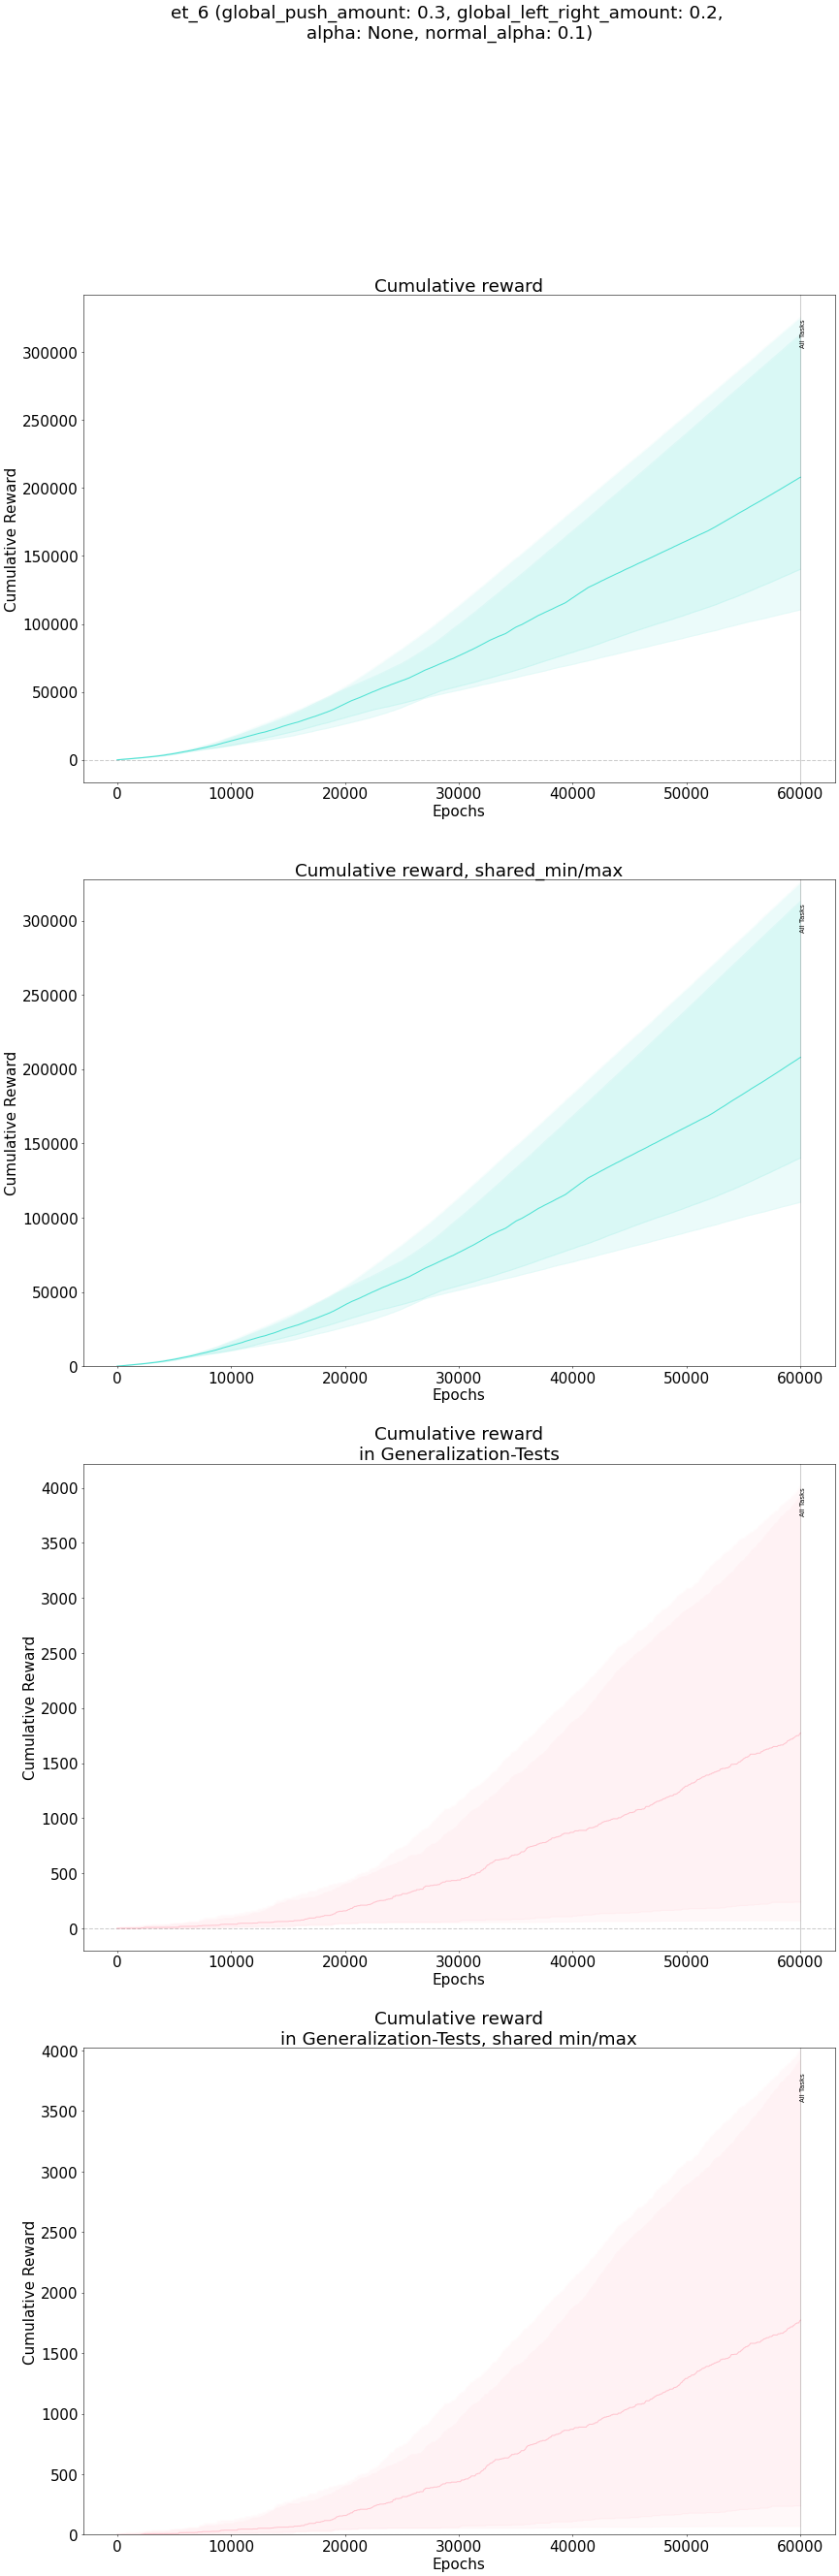 et_6 (global_push_amount: 0.3, global_left_right_amount: 0.2,
alpha: None, normal_alpha: 0.1)
Cumulative reward
300000
250000
200000
150000
100000
50000
0
Cumulative Reward
All Tasks
0 10000 20000 30000 40000 50000 60000
Epochs
Cumulative reward, shared_min/max
300000
250000
200000
150000
100000
50000
0
Cumulative Reward
All Tasks
0 10000 20000 30000 40000 50000 60000
Epochs
Cumulative reward
in Generalization-Tests
4000
3500
3000
2500
2000
1500
1000
500
0
Cumulative Reward
All Tasks
0 10000 20000 30000 40000 50000 60000
Epochs
Cumulative reward
in Generalization-Tests, shared min/max
4000
3500
3000
2500
2000
1500
1000
500
0
Cumulative Reward
All Tasks
0 10000 20000 30000 40000 50000 60000
Epochs